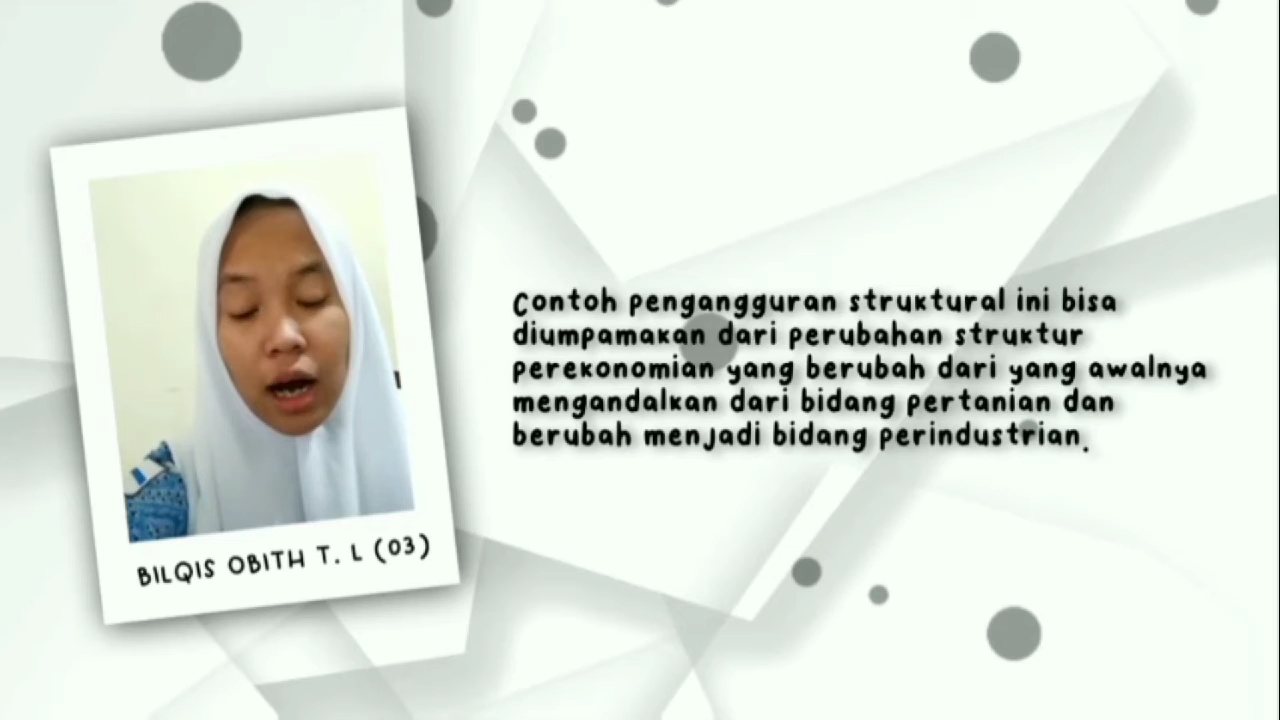 BILQIS OBITH T. L (03)
Contoh pengangguran struktural ini bisa
diumpamakan dari perubahan struktur
perekonomian yang berubah dari yang awalnya
mengandalkan dari bidang pertanian dan
berubah menjadi bidang perindustrian.